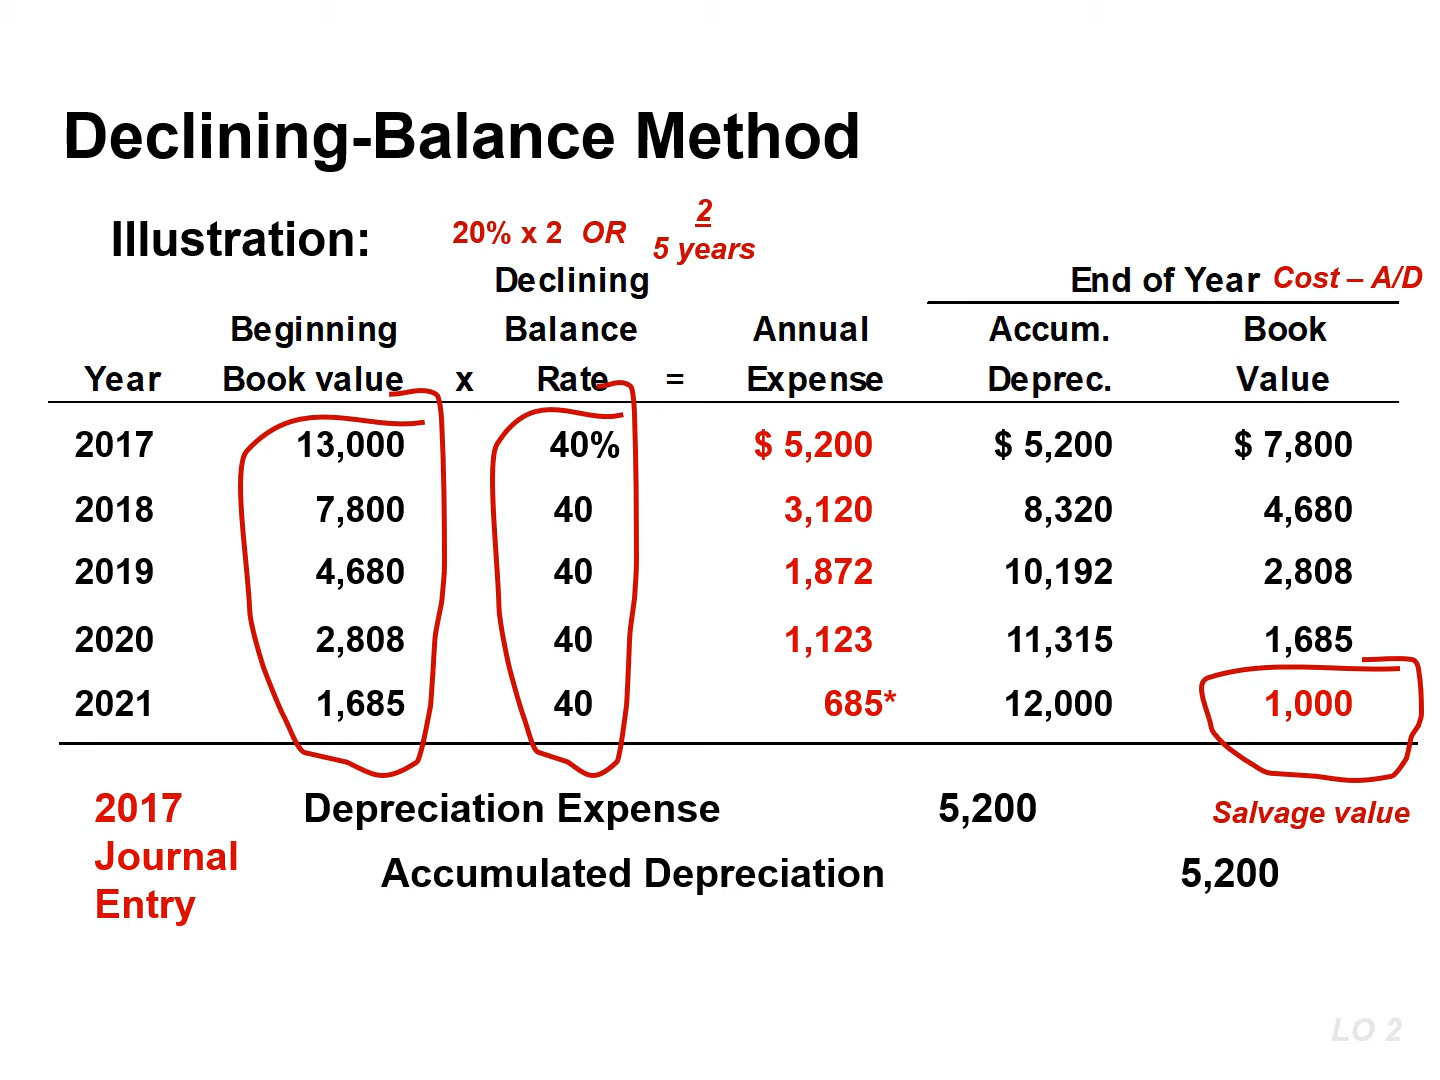 Declining-Balance Method
Illustration: 20% x 2 OR 2
5 years
Declining End of Year Cost – A/D
Beginning Balance Annual Accum. Book
Year Book value x Rate = Expense Deprec. Value
2017 13,000 40% $ 5,200 $ 5,200 $ 7,800
2018 7,800 40 3,120 8,320 4,680
2019 4,680 40 1,872 10,192 2,808
2020 2,808 40 1,123 11,315 1,685
2021 1,685 40 685* 12,000 1,000
2017 Depreciation Expense 5,200 Salvage value
Journal Accumulated Depreciation 5,200
Entry
LO 2